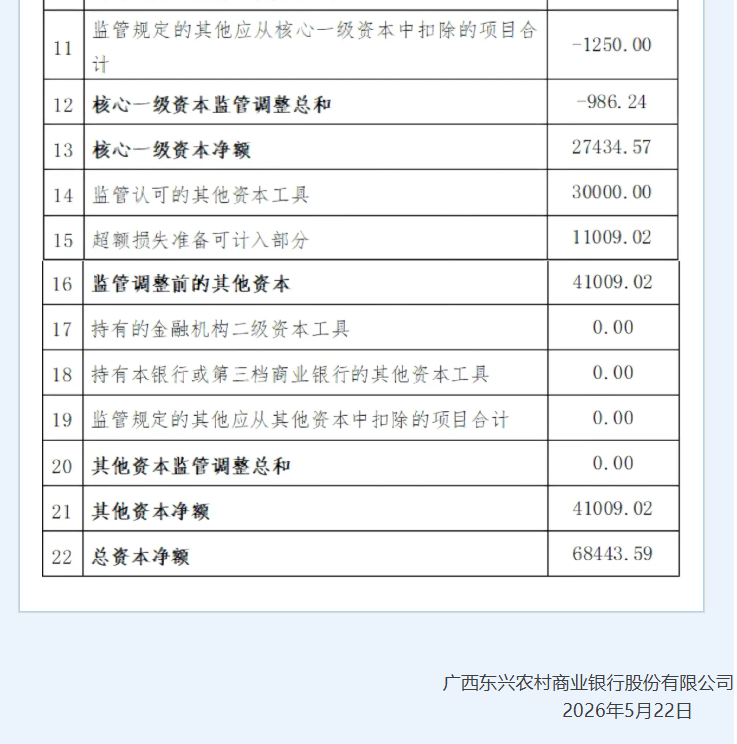 监管规定的其他应从核心一级资本中扣除的项目合
11 计 -1250.00
12 核心一级资本监管调整总和 -986.24
13 核心一级资本净额 27434.57
14 监管认可的其他资本工具 30000.00
15 超额损失准备可计入部分 11009.02
16 监管调整前的其他资本 41009.02
17 持有的金融机构二级资本工具 0.00
18 持有本银行或第三档商业银行的其他资本工具 0.00
19 监管规定的其他应从其他资本中扣除的项目合计 0.00
20 其他资本监管调整总和 0.00
21 其他资本净额 41009.02
22 总资本净额 68443.59
广西东兴农村商业银行股份有限公司
2026年5月22日